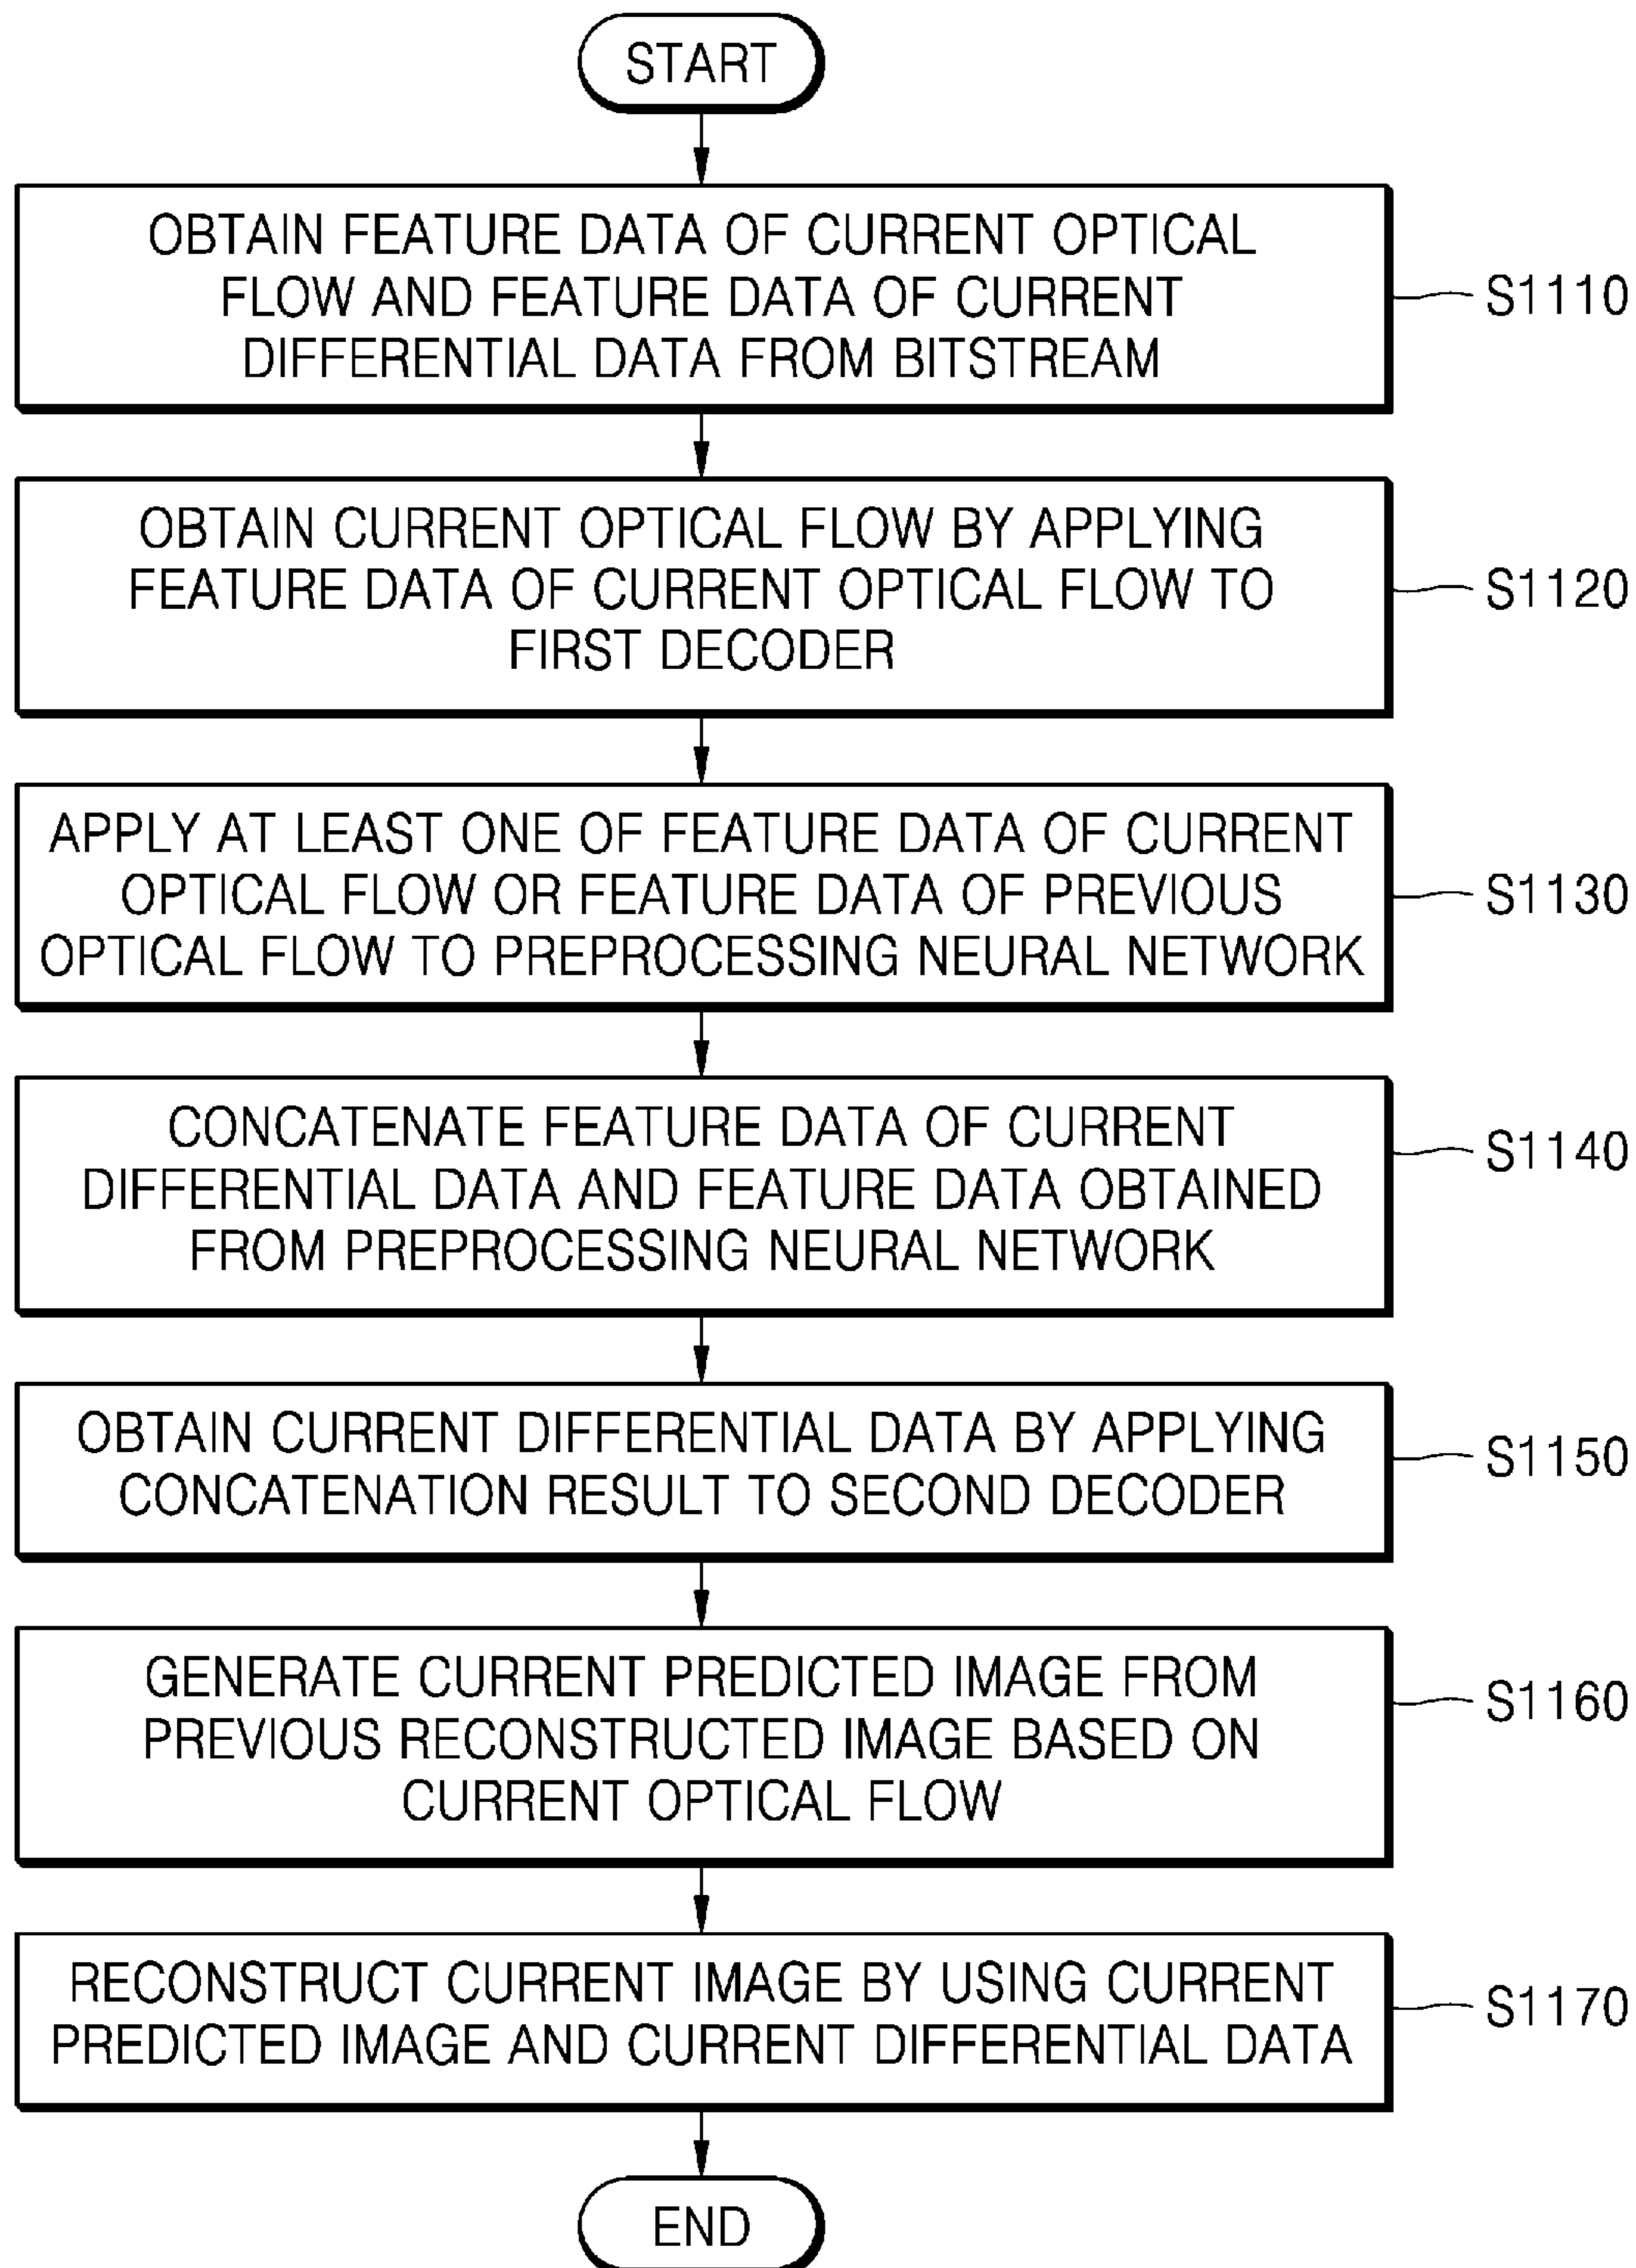 START
OBTAIN FEATURE DATA OF CURRENT OPTICAL
FLOW AND FEATURE DATA OF CURRENT
DIFFERENTIAL DATA FROM BITSTREAM
S1110
OBTAIN CURRENT OPTICAL FLOW BY APPLYING
FEATURE DATA OF CURRENT OPTICAL FLOW TO
FIRST DECODER
S1120
APPLY AT LEAST ONE OF FEATURE DATA OF CURRENT
OPTICAL FLOW OR FEATURE DATA OF PREVIOUS
OPTICAL FLOW TO PREPROCESSING NEURAL NETWORK
S1130
CONCATENATE FEATURE DATA OF CURRENT
DIFFERENTIAL DATA AND FEATURE DATA OBTAINED
FROM PREPROCESSING NEURAL NETWORK
S1140
OBTAIN CURRENT DIFFERENTIAL DATA BY APPLYING
CONCATENATION RESULT TO SECOND DECODER
S1150
GENERATE CURRENT PREDICTED IMAGE FROM
PREVIOUS RECONSTRUCTED IMAGE BASED ON
CURRENT OPTICAL FLOW
S1160
RECONSTRUCT CURRENT IMAGE BY USING CURRENT
PREDICTED IMAGE AND CURRENT DIFFERENTIAL DATA
S1170
END